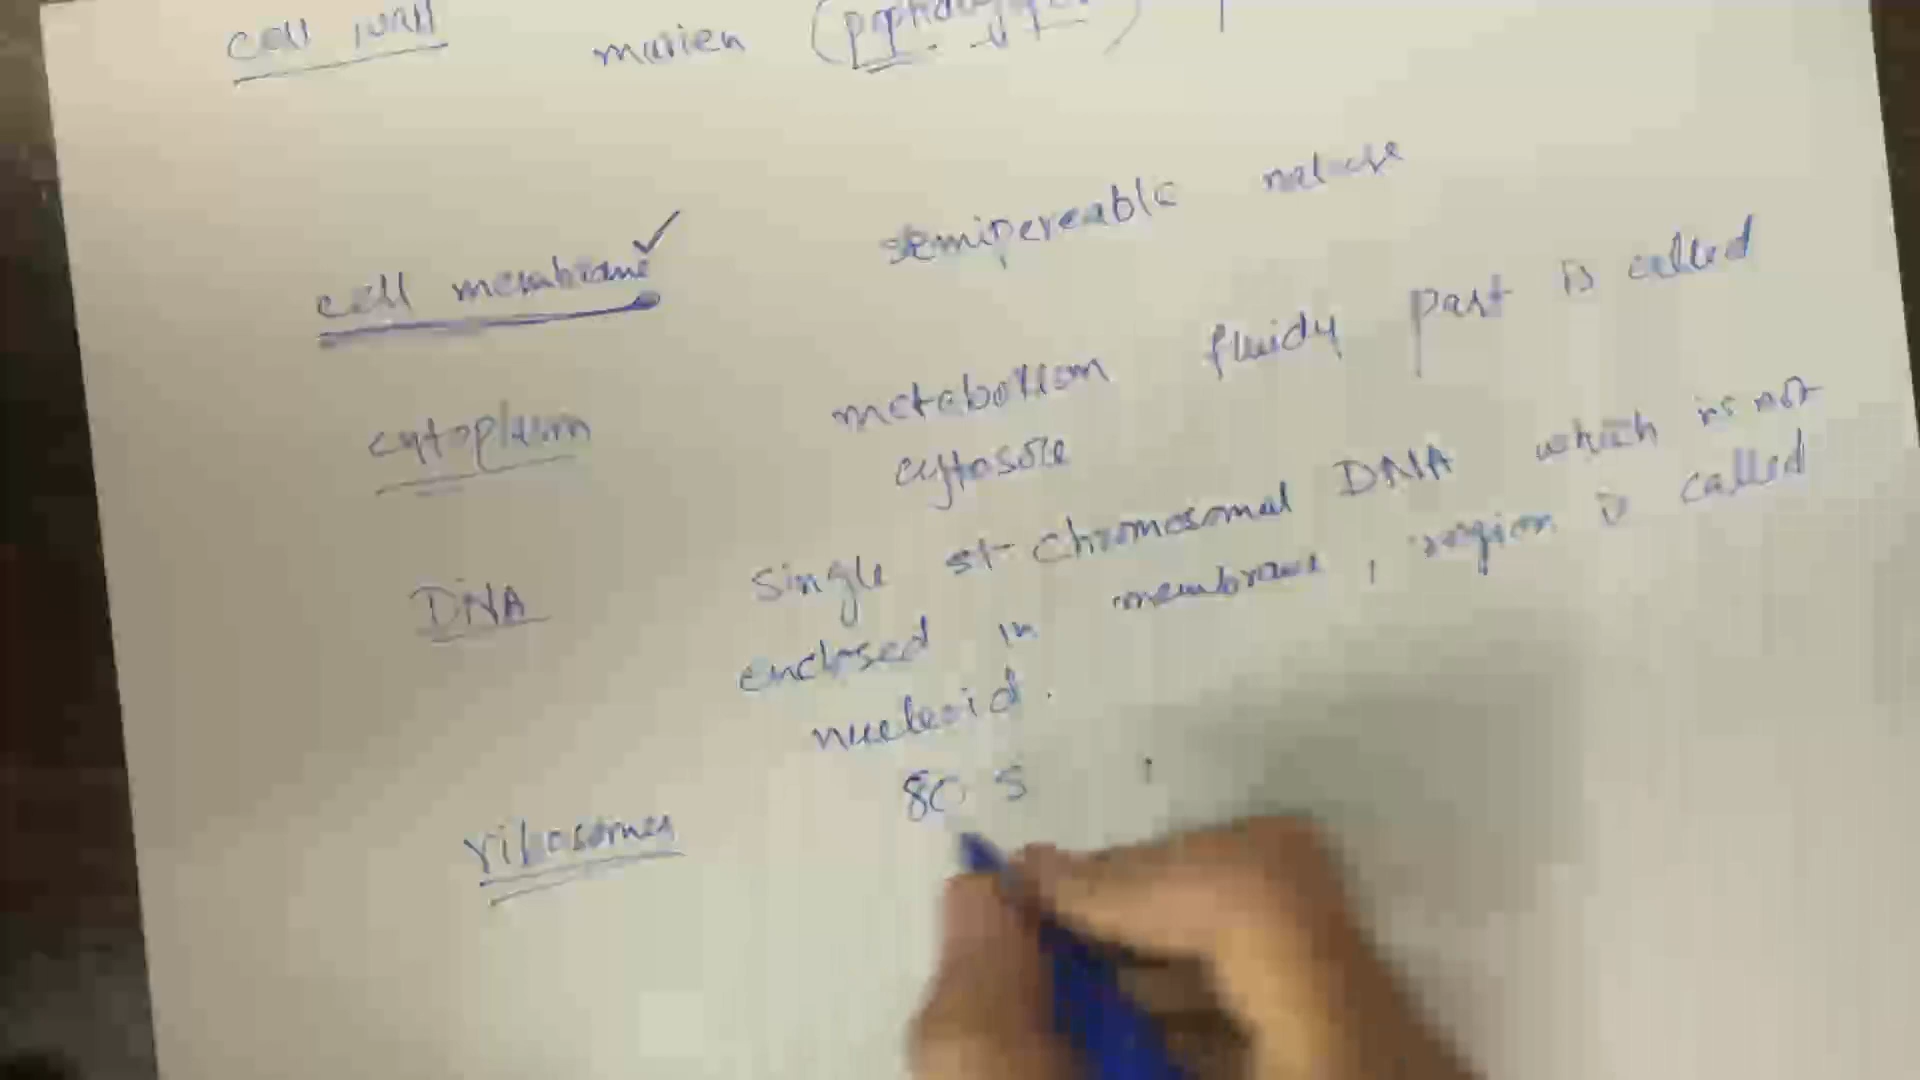 cell wall murien (peptidoglycan)
cell membrane ✓ semipereable nature
cytoplasm metabolism fluidy part is called
cytosole
DNA single st- chromosomal DNA which is not
enclosed in membrane, region is called
nucleoid.
ribosomes 80 S